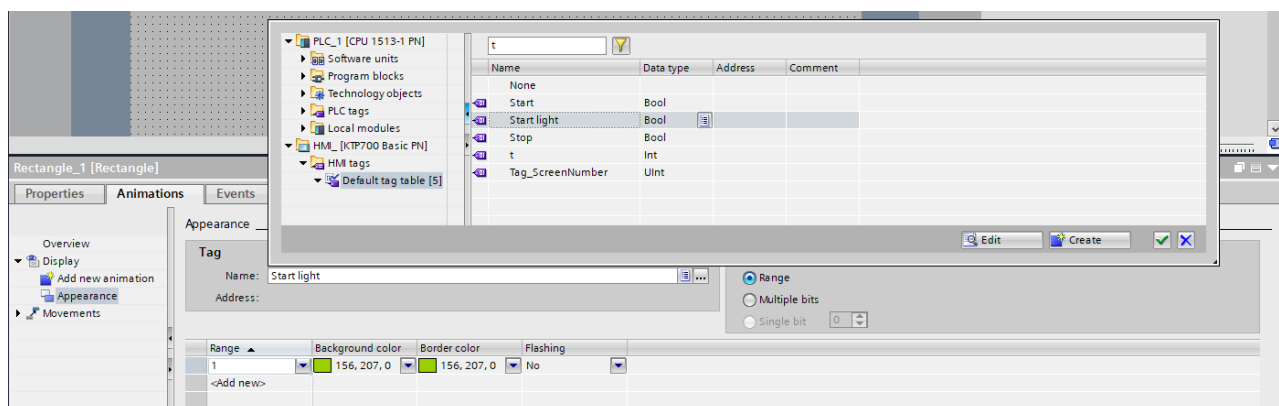 PLC_1 [CPU 1513-1 PN]
Software units
Program blocks
Technology objects
PLC tags
Local modules
HMI_ [KTP700 Basic PN]
HMI tags
Default tag table [5]
t
Name Data type Address Comment
None
Start Bool
Start light Bool
Stop Bool
t Int
Tag_ScreenNumber UInt
Edit Create
Rectangle_1 [Rectangle]
Properties Animations Events
Overview
Display
Add new animation
Appearance
Movements
Appearance
Tag
Name: Start light ...
Address:
Range
Multiple bits
Single bit 0
Range Background color Border color Flashing
1 156, 207, 0 156, 207, 0 No
<Add new>